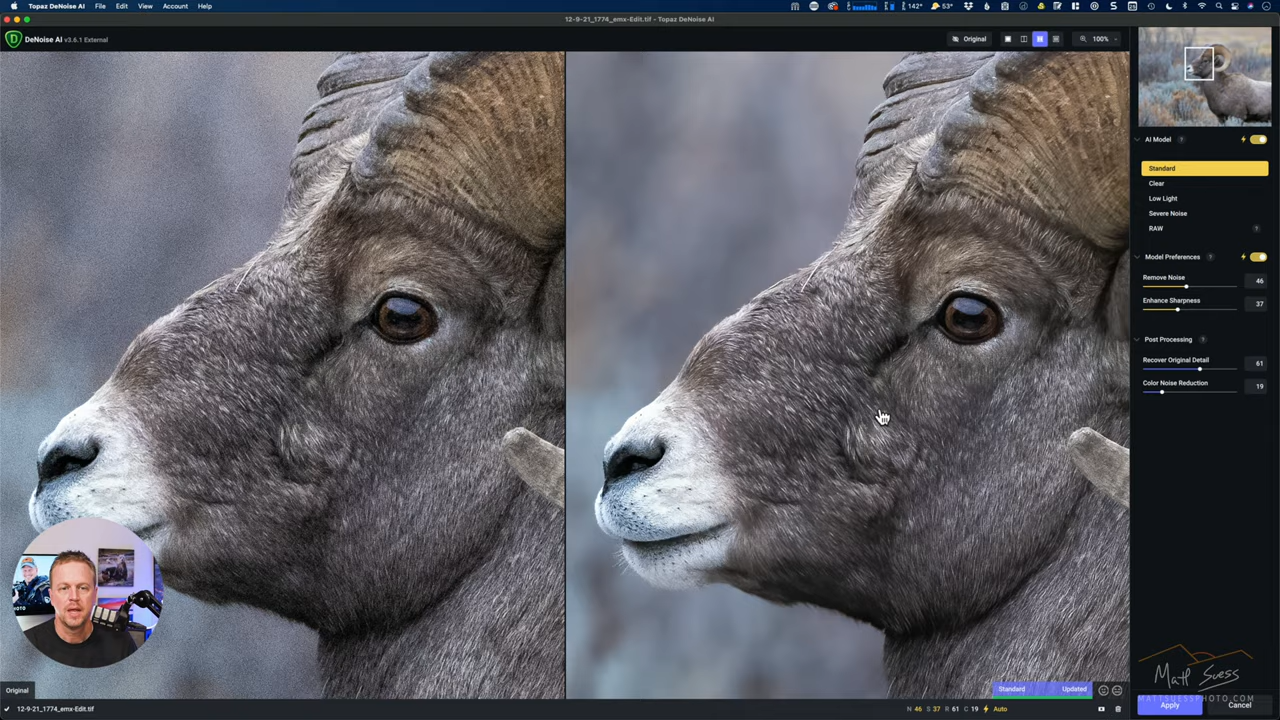 Topaz DeNoise AI File Edit View Account Help
142° 53°
12-9-21_1774_emx-Edit.tif - Topaz DeNoise AI
DeNoise AI v3.6.1 External
Original
100%
AI Model ?
Standard
Clear
Low Light
Severe Noise
RAW ?
Model Preferences ?
Remove Noise 46
Enhance Sharpness 37
Post Processing ?
Recover Original Detail 61
Color Noise Reduction 19
PHOTO
Original
Standard Updated
Matt Suess
MATTSUESSPHOTO.COM
12-9-21_1774_emx-Edit.tif
N 46 S 37 R 61 C 19 Auto
Apply Cancel